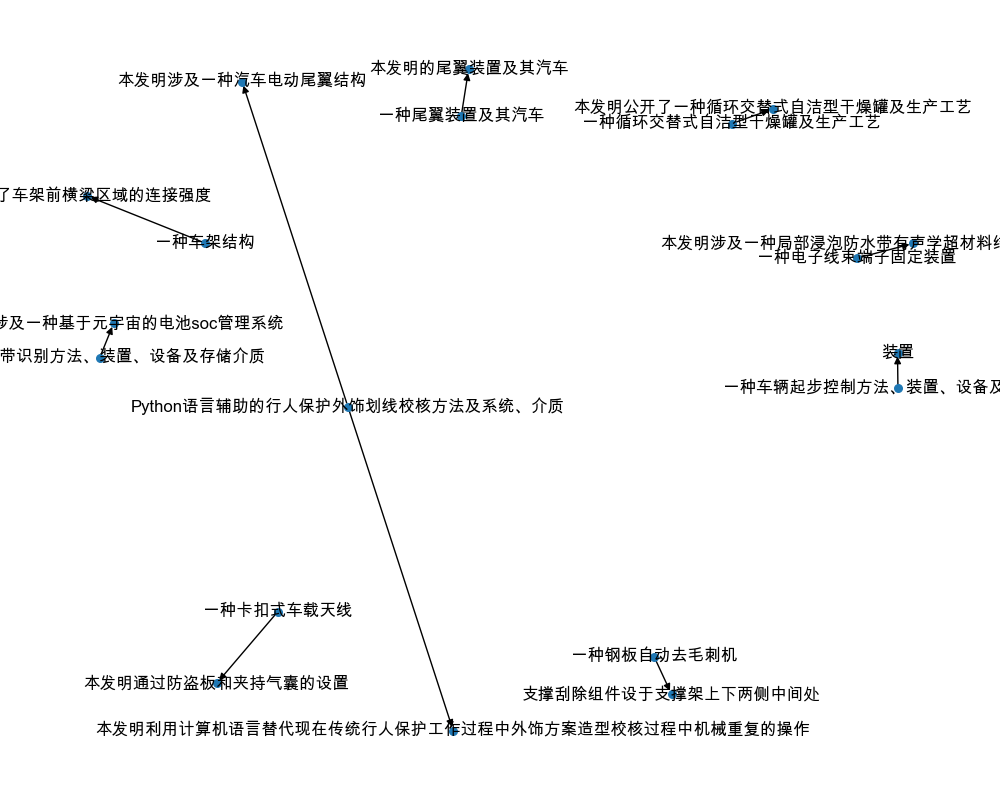 本发明的尾翼装置及其汽车
本发明涉及一种汽车电动尾翼结构
本发明公开了一种循环交替式自洁型干燥罐及生产工艺
一种尾翼装置及其汽车
一种循环交替式自洁型干燥罐及生产工艺
了车架前横梁区域的连接强度
一种车架结构
本发明涉及一种局部浸泡防水带有声学超材料
一种电子线束端子固定装置
涉及一种基于元宇宙的电池soc管理系统
装置
带识别方法、装置、设备及存储介质
一种车辆起步控制方法、装置、设备及
Python语言辅助的行人保护外饰划线校核方法及系统、介质
一种卡扣式车载天线
一种钢板自动去毛刺机
本发明通过防盗板和夹持气囊的设置
支撑刮除组件设于支撑架上下两侧中间处
本发明利用计算机语言替代现在传统行人保护工作过程中外饰方案造型校核过程中机械重复的操作